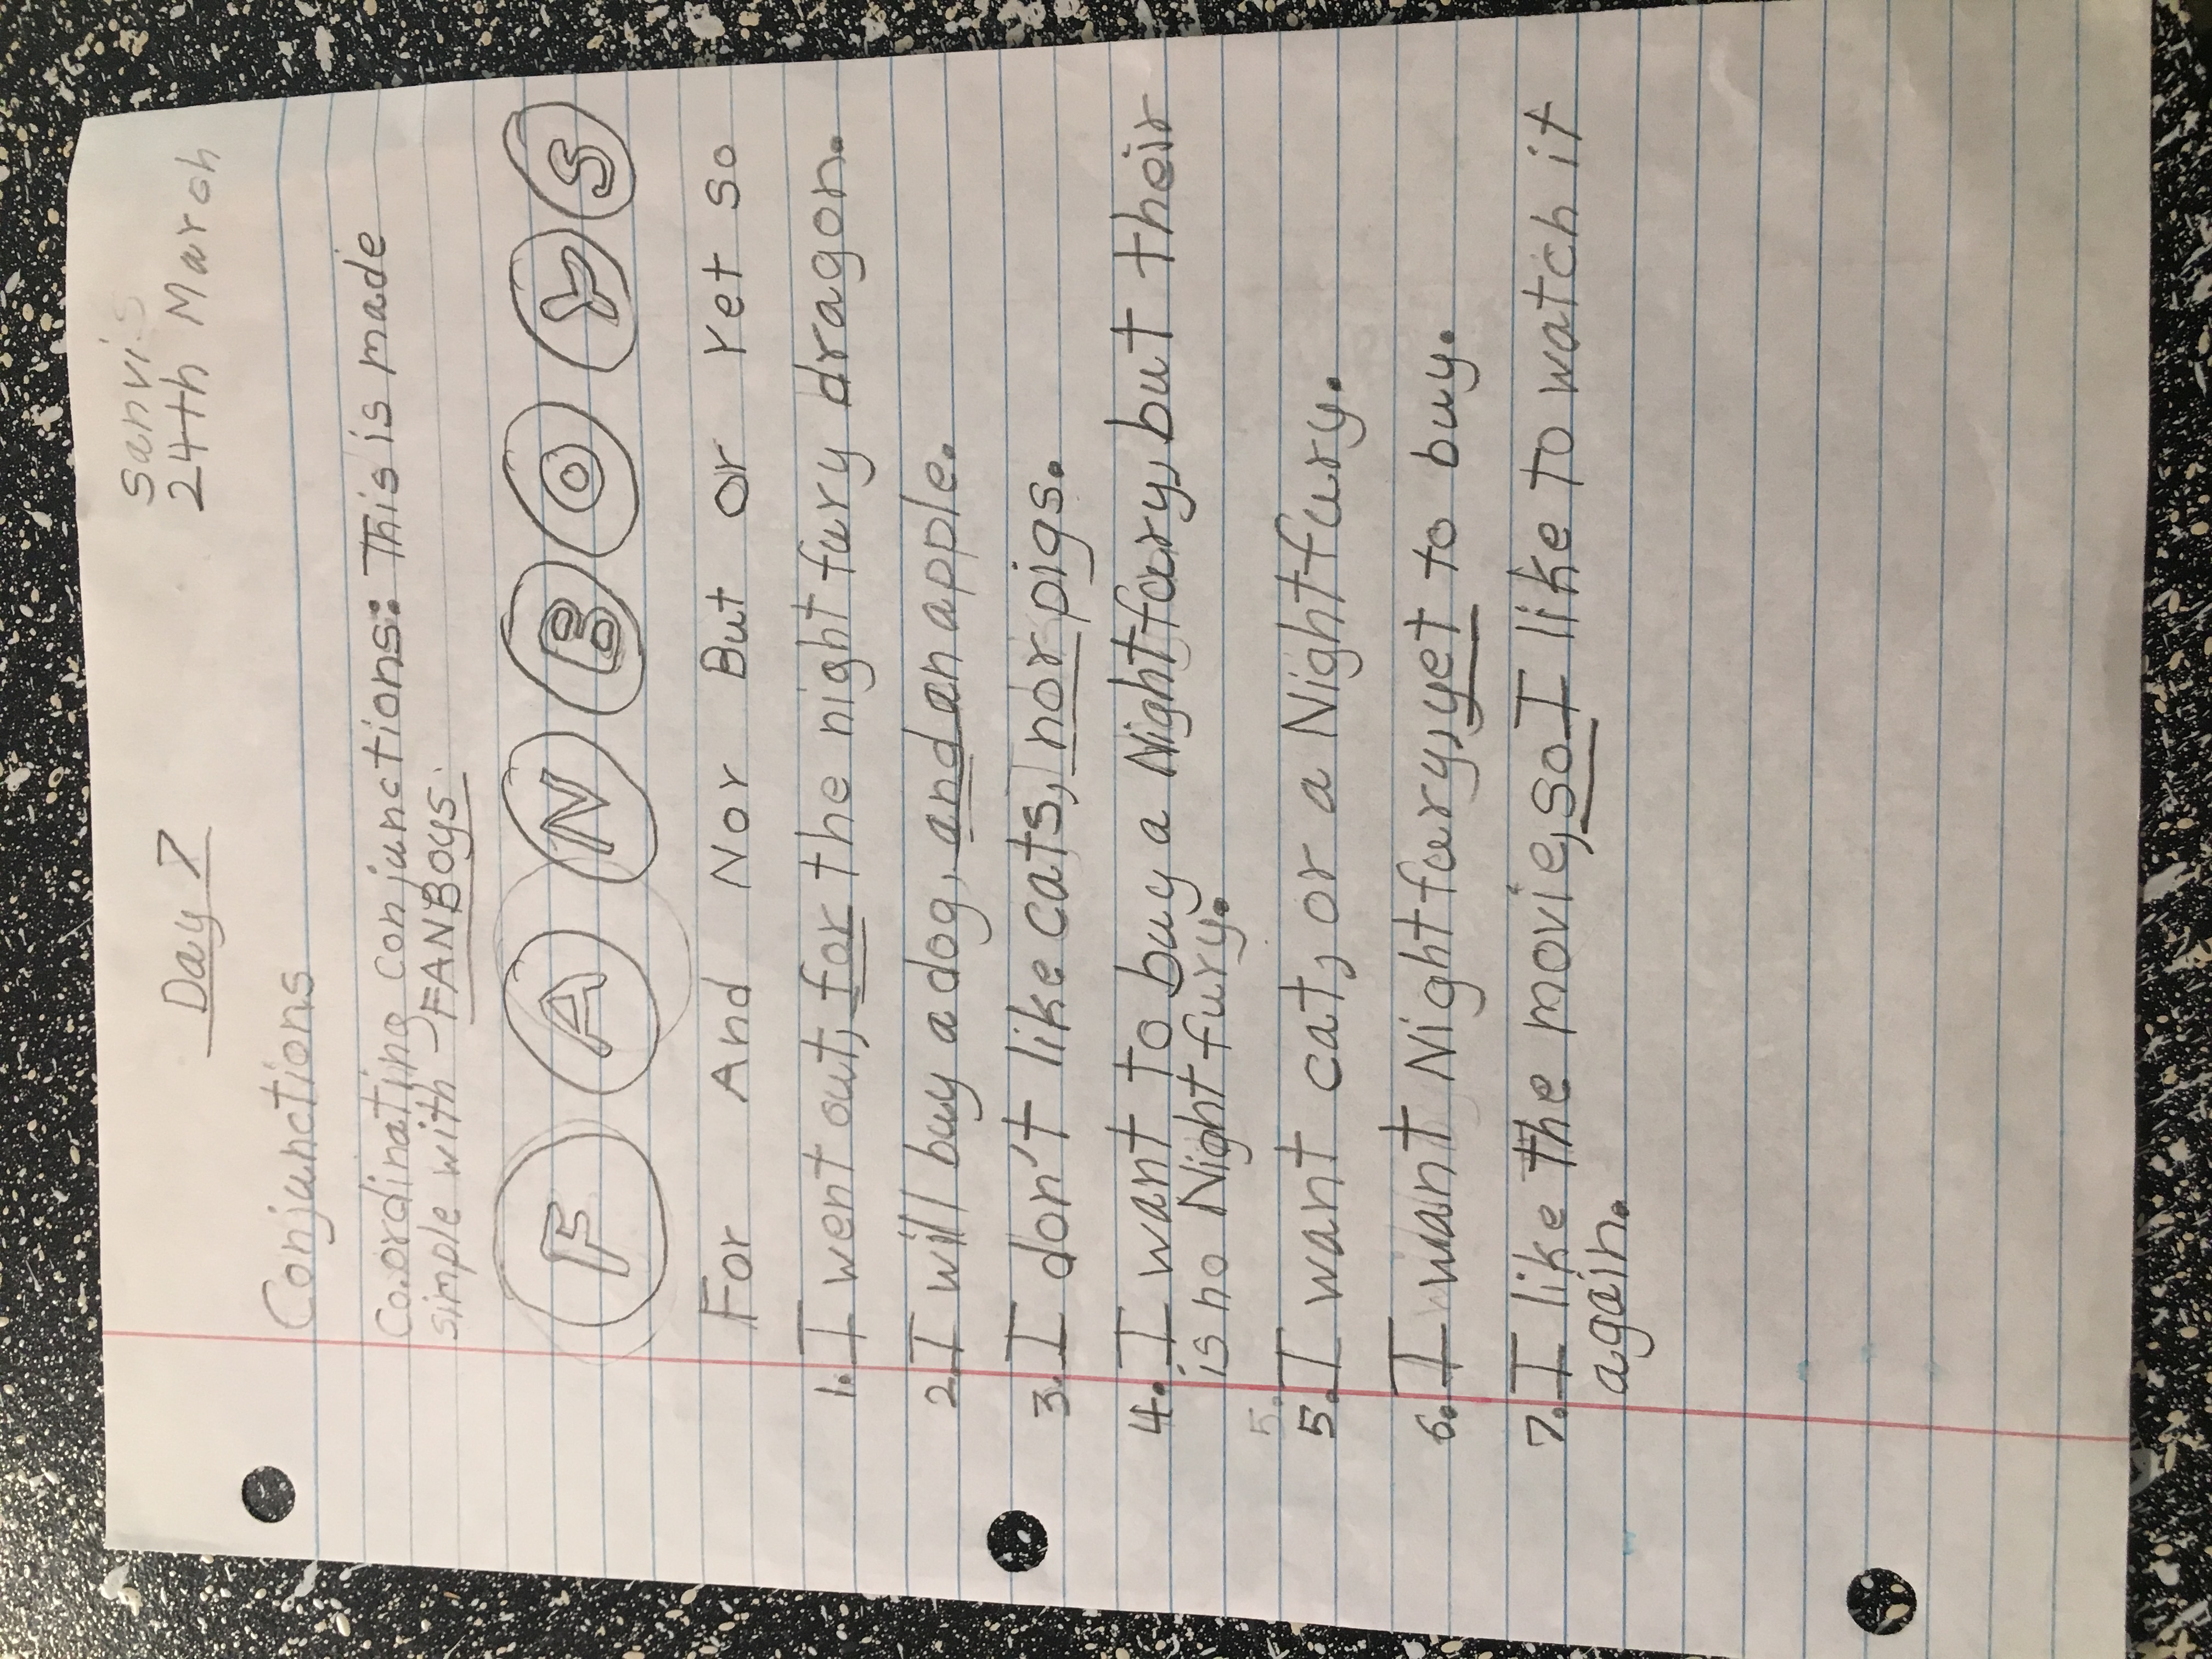 Day 7
Sanvi.S
24th March
Conjunctions
Co.ordinating conjunctions: This is made
simple with - FANBoys.
F A N B O Y S
For And Nor But Or Yet So
1. I went out, for the night fury dragon.
2. I will buy a dog, and an apple.
3. I don't like cats, nor pigs.
4. I want to buy a Nightfury, but their
is no Night fury.
5.
5. I want cat, or a Nightfury.
6. I want Nightfury, yet to buy.
7. I like the movie, so I like to watch it
again.